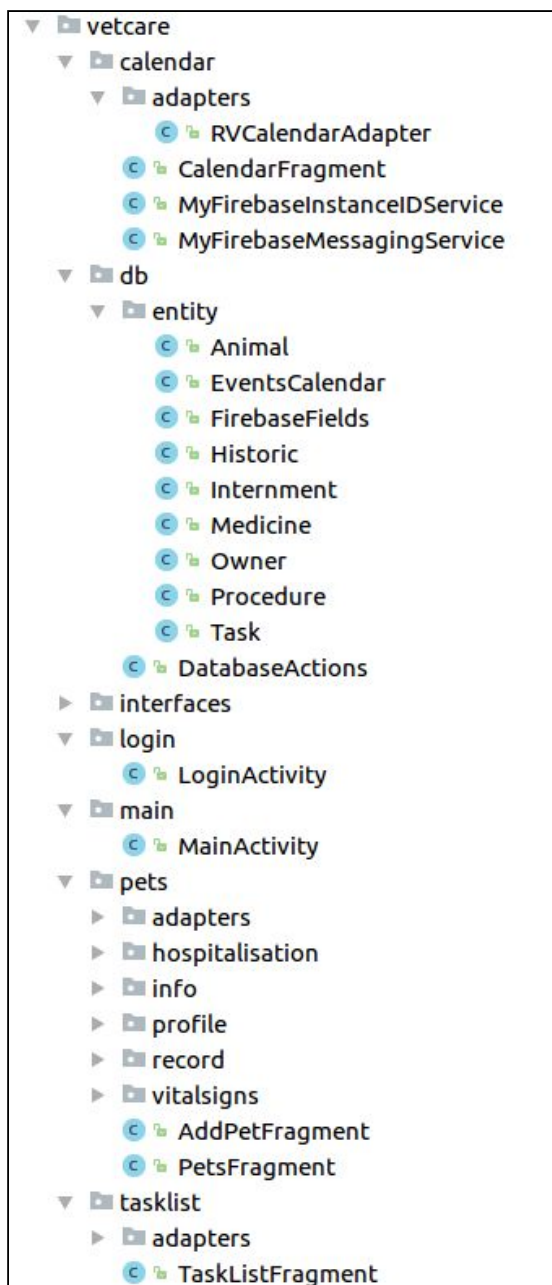 vetcare
calendar
adapters
C RVCalendarAdapter
C CalendarFragment
C MyFirebaseInstanceIDService
C MyFirebaseMessagingService
db
entity
C Animal
C EventsCalendar
C FirebaseFields
C Historic
C Internment
C Medicine
C Owner
C Procedure
C Task
C DatabaseActions
interfaces
login
C LoginActivity
main
C MainActivity
pets
adapters
hospitalisation
info
profile
record
vitalsigns
C AddPetFragment
C PetsFragment
tasklist
adapters
C TaskListFragment